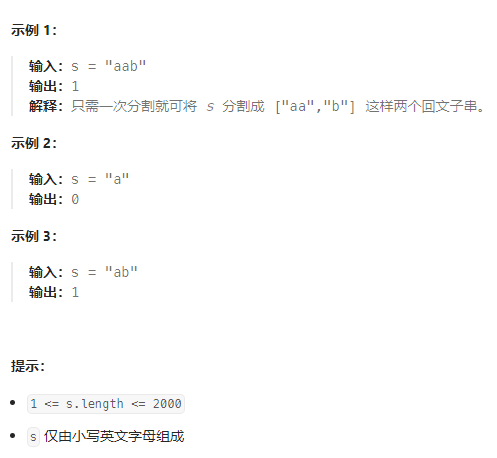 示例 1：
输入：s = "aab"
输出：1
解释：只需一次分割就可将 s 分割成 ["aa","b"] 这样两个回文子串。
示例 2：
输入：s = "a"
输出：0
示例 3：
输入：s = "ab"
输出：1
提示：
• 1 <= s.length <= 2000
• s 仅由小写英文字母组成